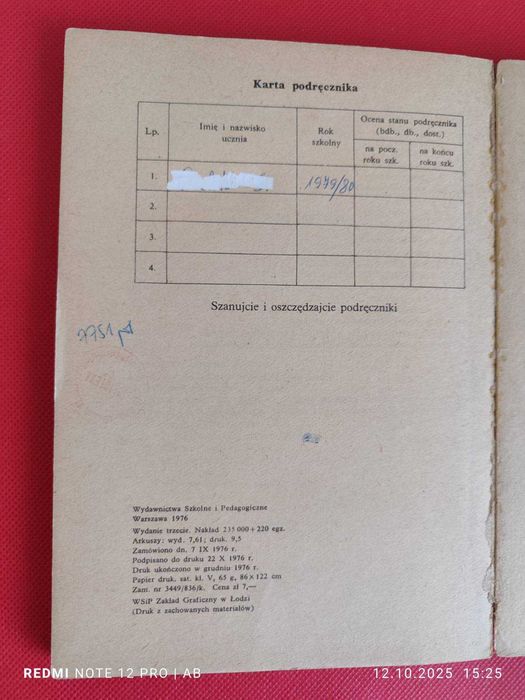 Karta podręcznika
Lp.
Imię i nazwisko
ucznia
Rok
szkolny
Ocena stanu podręcznika
(bdb., db., dost.)
na pocz.
roku szk.
na końcu
roku szk.
1.
1979/80
2.
3.
4.
Szanujcie i oszczędzajcie podręczniki
Wydawnictwa Szkolne i Pedagogiczne
Warszawa 1976
Wydanie trzecie. Nakład 235 000 + 220 egz.
Arkuszy: wyd. 7,61; druk. 9,5
Zamówiono dn. 7 IX 1976 r.
Podpisano do druku 22 X 1976 r.
Druk ukończono w grudniu 1976 r.
Papier druk. sat. kl. V, 65 g, 86 × 122 cm
Zam. nr 3449/836/k. Cena zł 7,—
WSiP Zakład Graficzny w Łodzi
(Druk z zachowanych materiałów)
REDMI NOTE 12 PRO | AB
12.10.2025 15:25